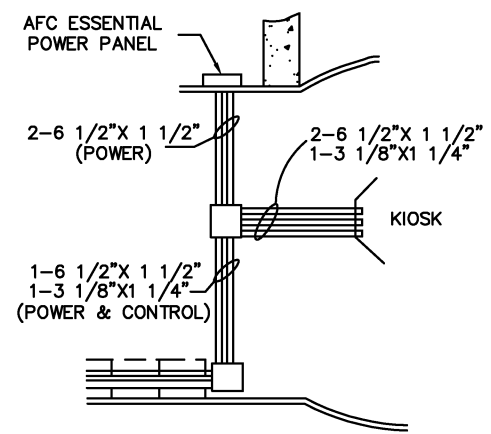 AFC ESSENTIAL
POWER PANEL
2-6 1/2"X 1 1/2"
(POWER)
2-6 1/2"X 1 1/2"
1-3 1/8"X1 1/4"
KIOSK
1-6 1/2"X 1 1/2"
1-3 1/8"X1 1/4"
(POWER & CONTROL)